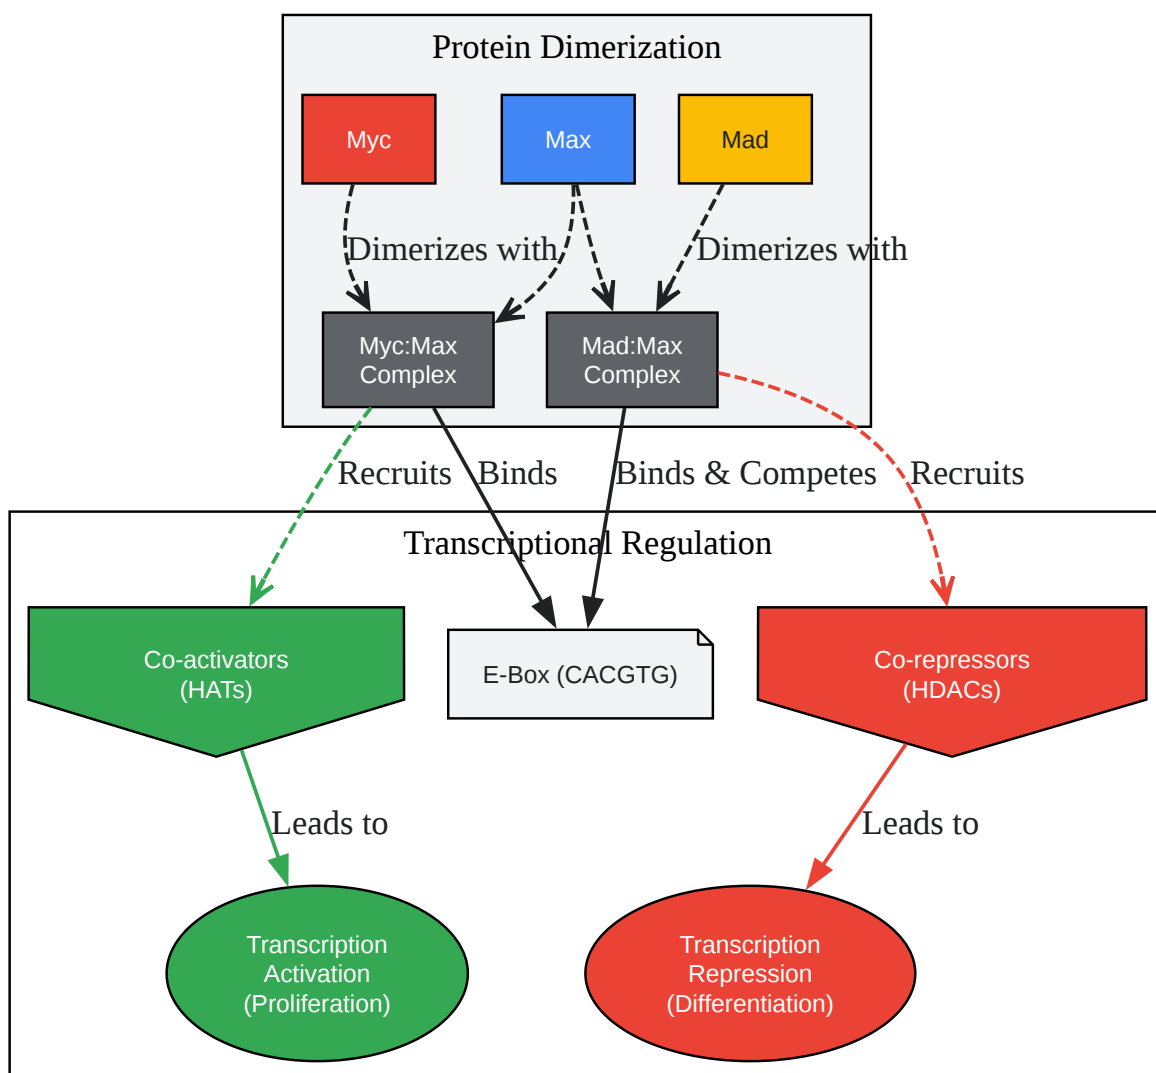 Protein Dimerization
Myc
Max
Mad
Dimerizes with
Dimerizes with
Myc:Max
Complex
Mad:Max
Complex
Recruits
Binds
Binds & Competes
Recruits
Transcriptional Regulation
Co-activators
(HATs)
E-Box (CACGTG)
Co-repressors
(HDACs)
Leads to
Leads to
Transcription
Activation
(Proliferation)
Transcription
Repression
(Differentiation)